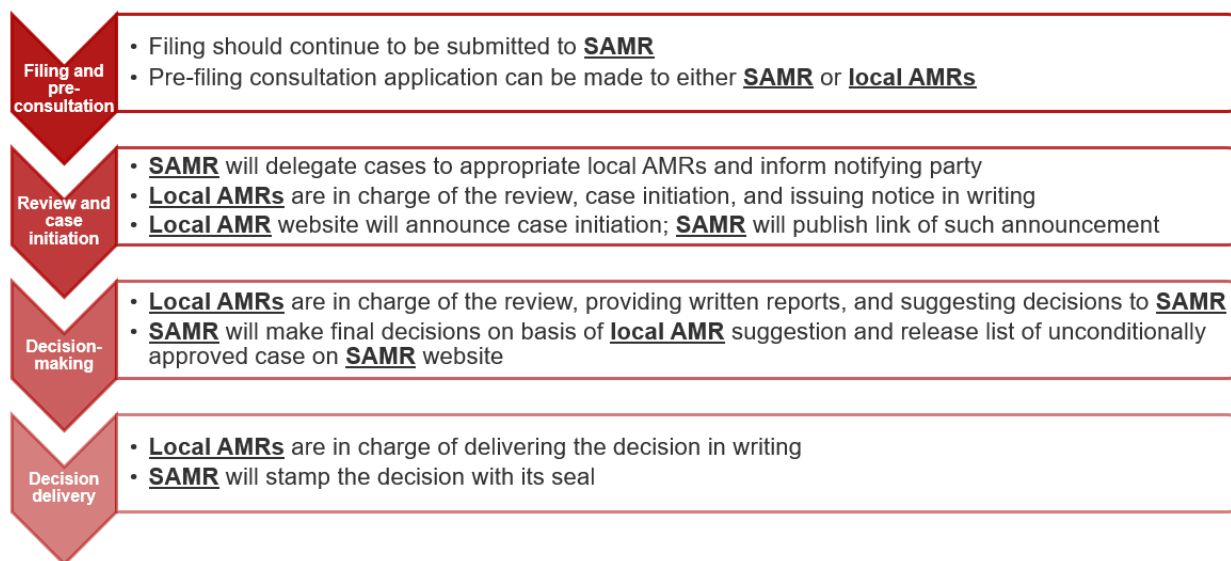 Filing and
pre-
consultation
• Filing should continue to be submitted to SAMR
• Pre-filing consultation application can be made to either SAMR or local AMRs
Review and
case
initiation
• SAMR will delegate cases to appropriate local AMRs and inform notifying party
• Local AMRs are in charge of the review, case initiation, and issuing notice in writing
• Local AMR website will announce case initiation; SAMR will publish link of such announcement
Decision-
making
• Local AMRs are in charge of the review, providing written reports, and suggesting decisions to SAMR
• SAMR will make final decisions on basis of local AMR suggestion and release list of unconditionally
approved case on SAMR website
Decision
delivery
• Local AMRs are in charge of delivering the decision in writing
• SAMR will stamp the decision with its seal